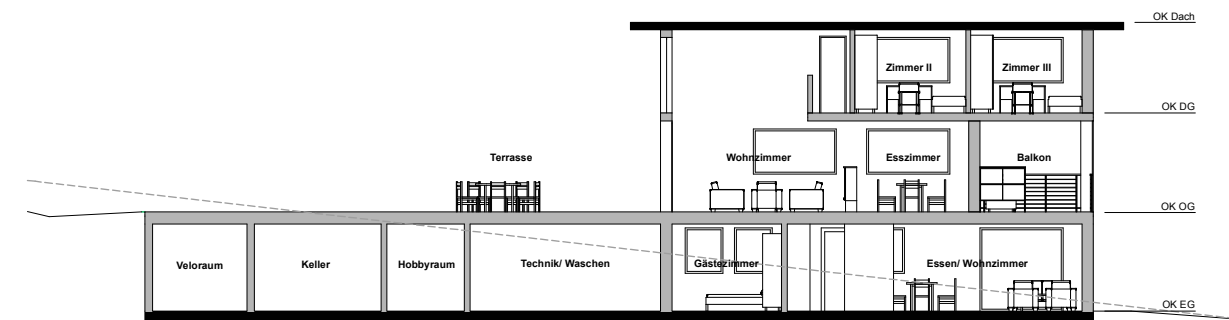 OK Dach
Zimmer II
Zimmer III
OK DG
Terrasse
Wohnzimmer
Esszimmer
Balkon
OK OG
Veloraum
Keller
Hobbyraum
Technik/ Waschen
Gästezimmer
Essen/ Wohnzimmer
OK EG